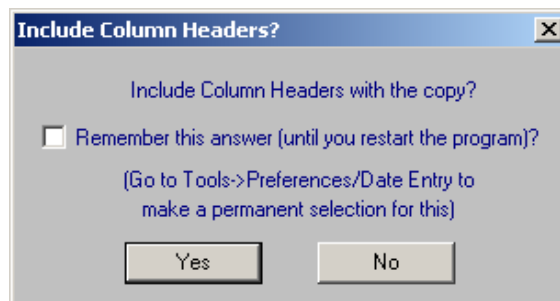 Include Column Headers?
Include Column Headers with the copy?
Remember this answer (until you restart the program)?
(Go to Tools->Preferences/Date Entry to
make a permanent selection for this)
Yes
No